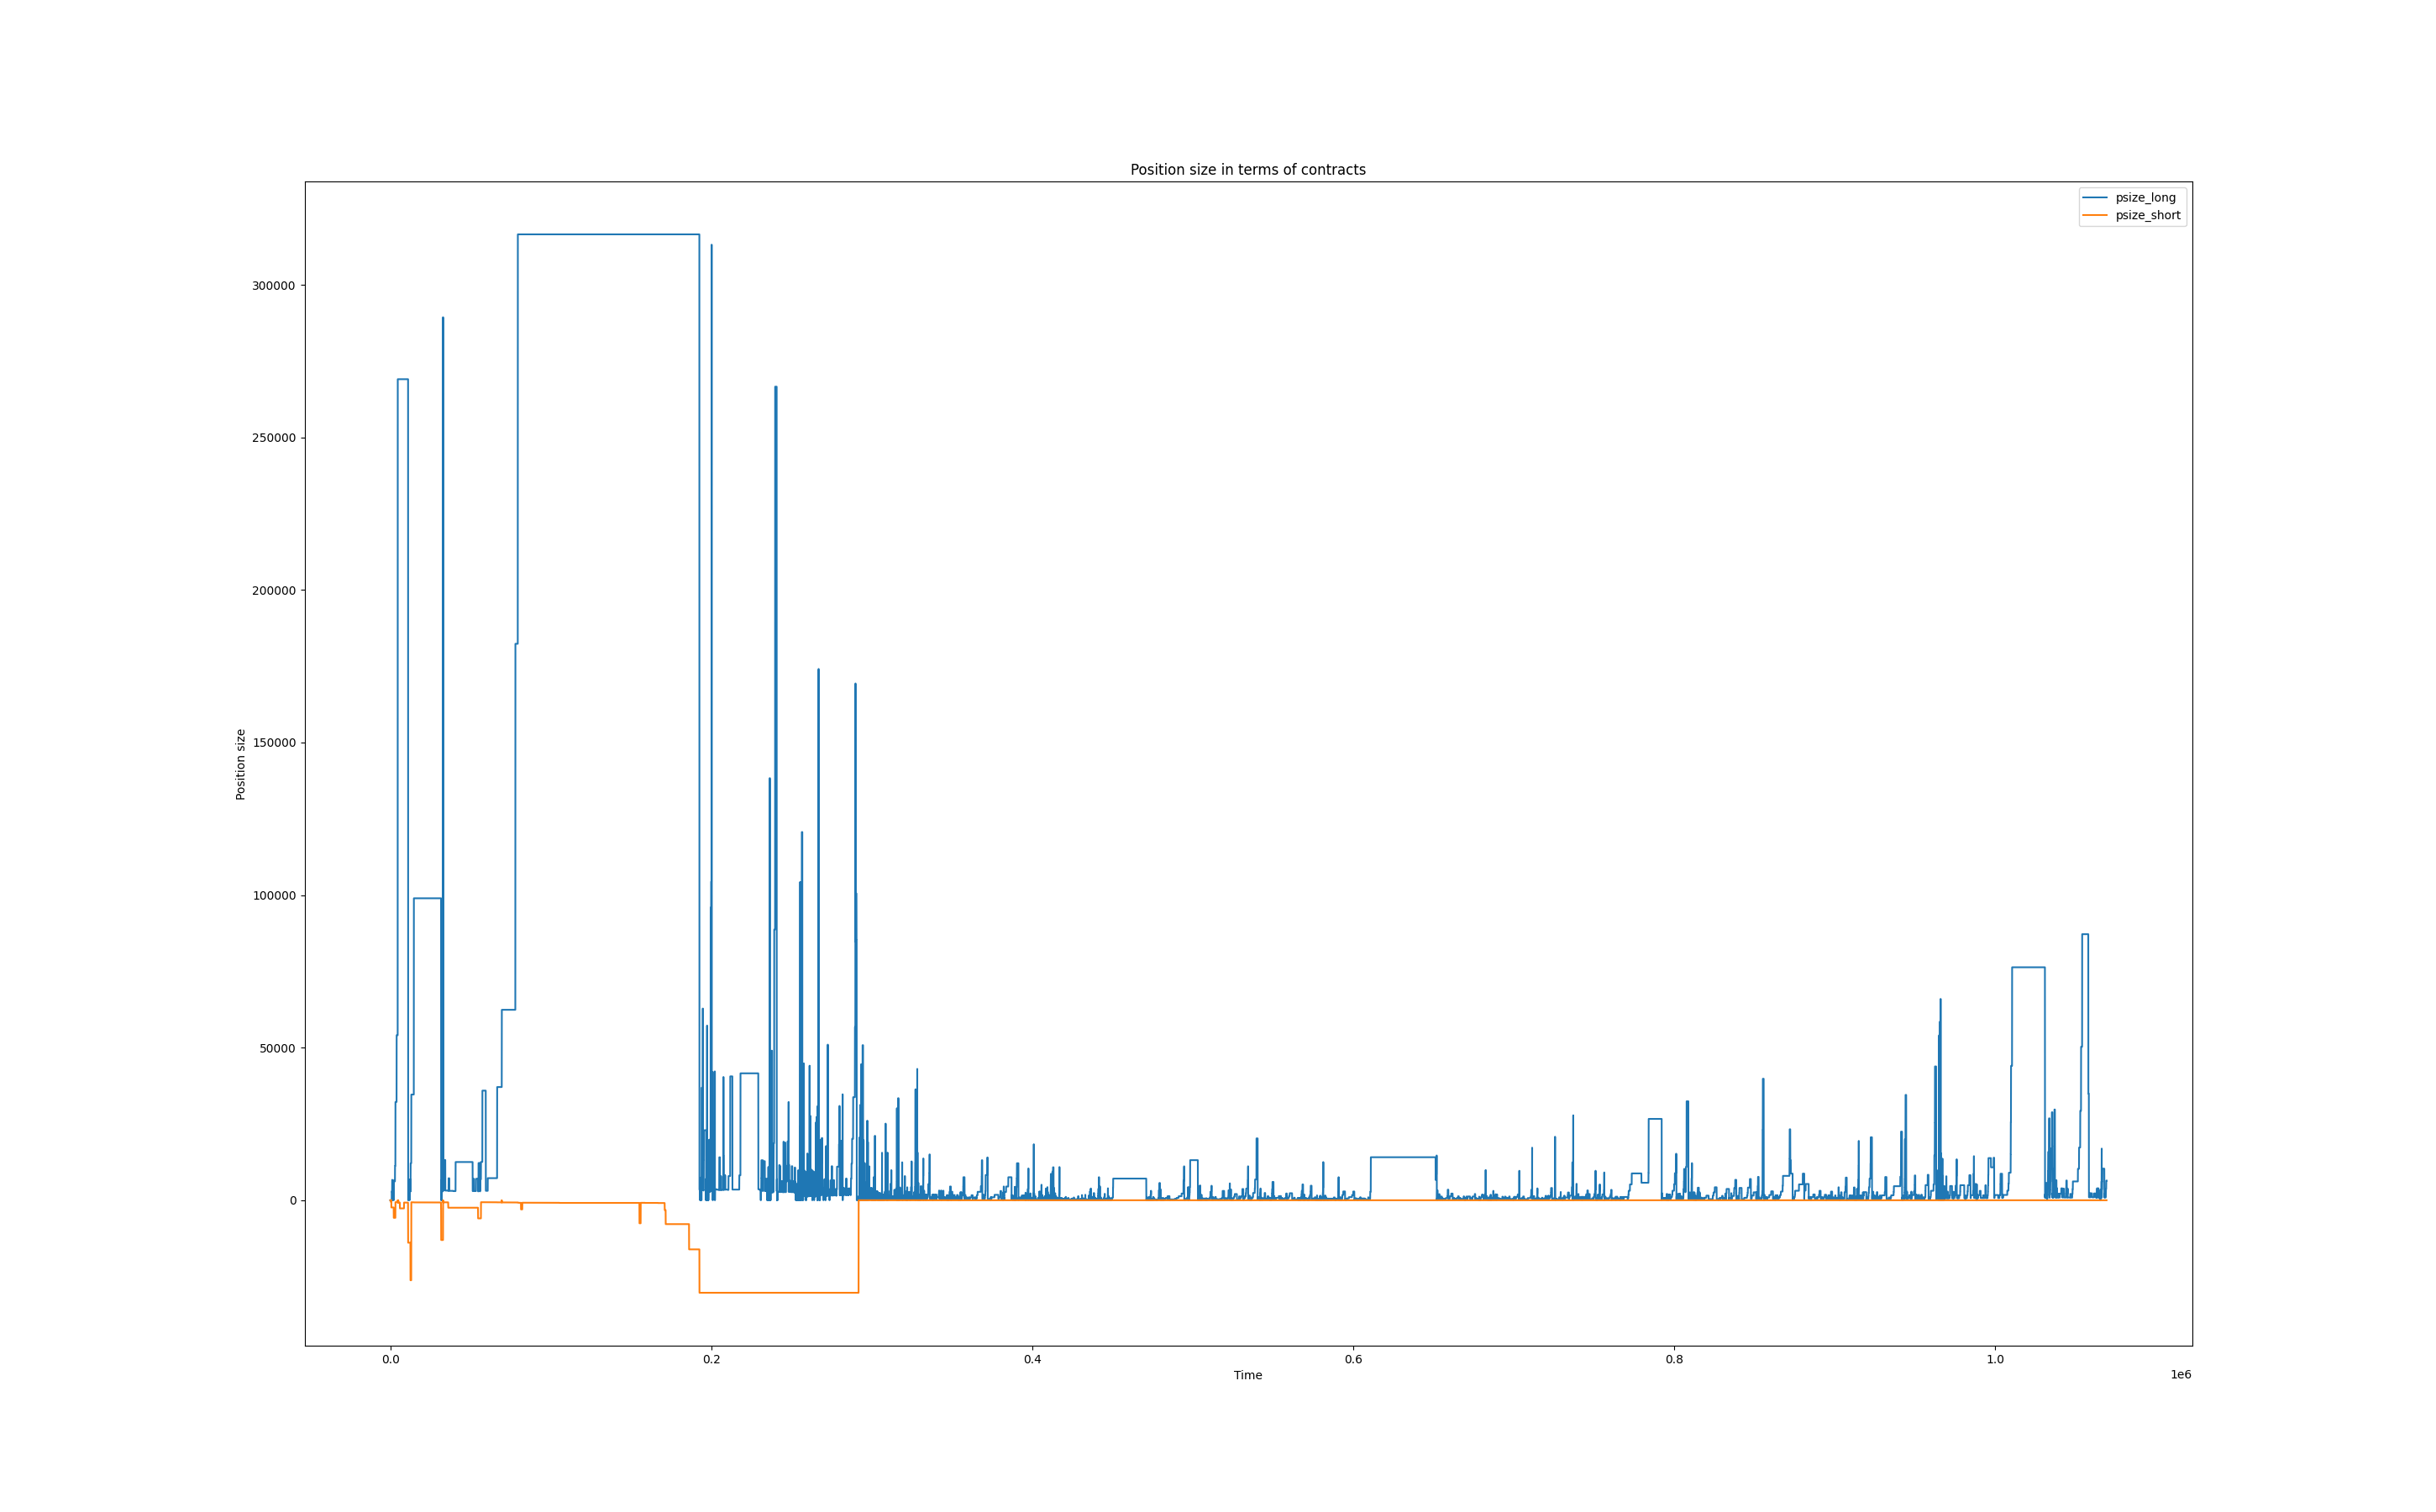 Position size in terms of contracts
psize_long
psize_short
300000
250000
200000
150000
100000
50000
0
Position size
0.0 0.2 0.4 0.6 0.8 1.0
1e6
Time